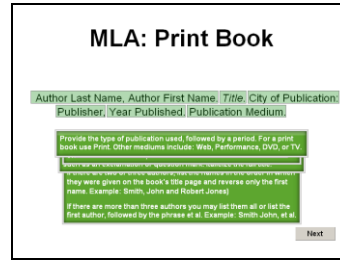 MLA: Print Book
Author Last Name, Author First Name. Title. City of Publication:
Publisher, Year Published. Publication Medium.
Provide the type of publication used, followed by a period. For a print
book use Print. Other mediums include: Web, Performance, DVD, or TV.
they were given on the book's title page and reverse only the first
name. Example: Smith, John and Robert Jones)
If there are more than three authors you may list them all or list the
first author, followed by the phrase et al. Example: Smith John, et al.
Next